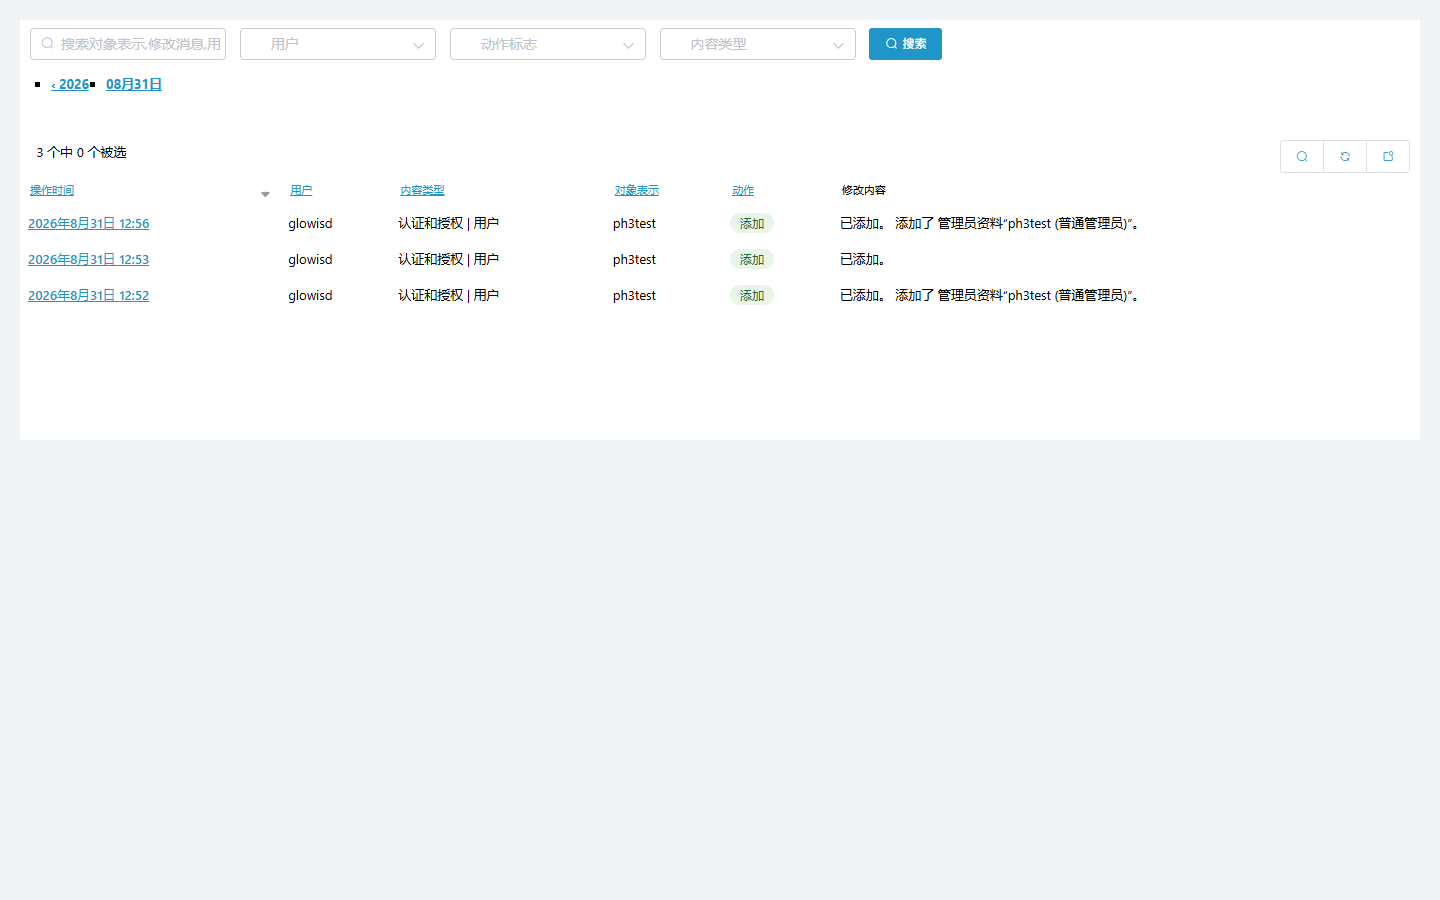 搜索对象表示,修改消息,用 用户 动作标志 内容类型 搜索
‹ 2026 08月31日
3 个中 0 个被选
操作时间 用户 内容类型 对象表示 动作 修改内容
2026年8月31日 12:56 glowisd 认证和授权 | 用户 ph3test 添加 已添加。 添加了 管理员资料“ph3test (普通管理员)”。
2026年8月31日 12:53 glowisd 认证和授权 | 用户 ph3test 添加 已添加。
2026年8月31日 12:52 glowisd 认证和授权 | 用户 ph3test 添加 已添加。 添加了 管理员资料“ph3test (普通管理员)”。